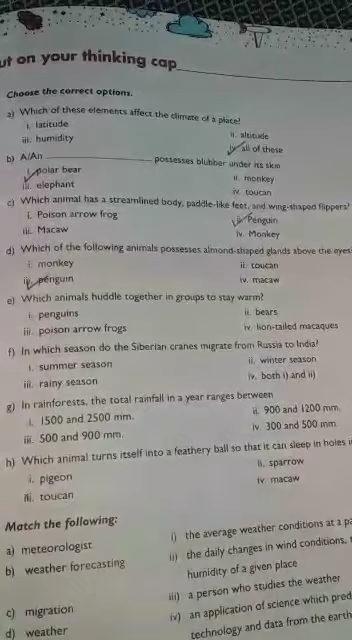 ut on your thinking cap
Choose the correct options.
a) Which of these elements affect the climate of a place?
i. latitude
ii. altitude
iii. humidity
iv. all of these
b) A/An possesses blubber under its skin
i. polar bear
ii. monkey
iii. elephant
iv. toucan
c) Which animal has a streamlined body, paddle-like feet, and wing-shaped flippers?
i. Poison arrow frog
ii. Penguin
iii. Macaw
iv. Monkey
d) Which of the following animals possesses almond-shaped glands above the eyes
i. monkey
ii. toucan
iii. penguin
iv. macaw
e) Which animals huddle together in groups to stay warm?
i. penguins
ii. bears
iii. poison arrow frogs
iv. lion-tailed macaques
f) In which season do the Siberian cranes migrate from Russia to India?
i. summer season
ii. winter season
iii. rainy season
iv. both i) and ii)
g) In rainforests, the total rainfall in a year ranges between
i. 1500 and 2500 mm.
ii. 900 and 1200 mm.
iii. 500 and 900 mm.
iv. 300 and 500 mm.
h) Which animal turns itself into a feathery ball so that it can sleep in holes i
i. pigeon
ii. sparrow
iii. toucan
iv macaw
Match the following:
a) meteorologist
i) the average weather conditions at a pa
b) weather forecasting
ii) the daily changes in wind conditions,
humidity of a given place
iii) a person who studies the weather
c) migration
iv) an application of science which pred
technology and data from the earth
d) weather